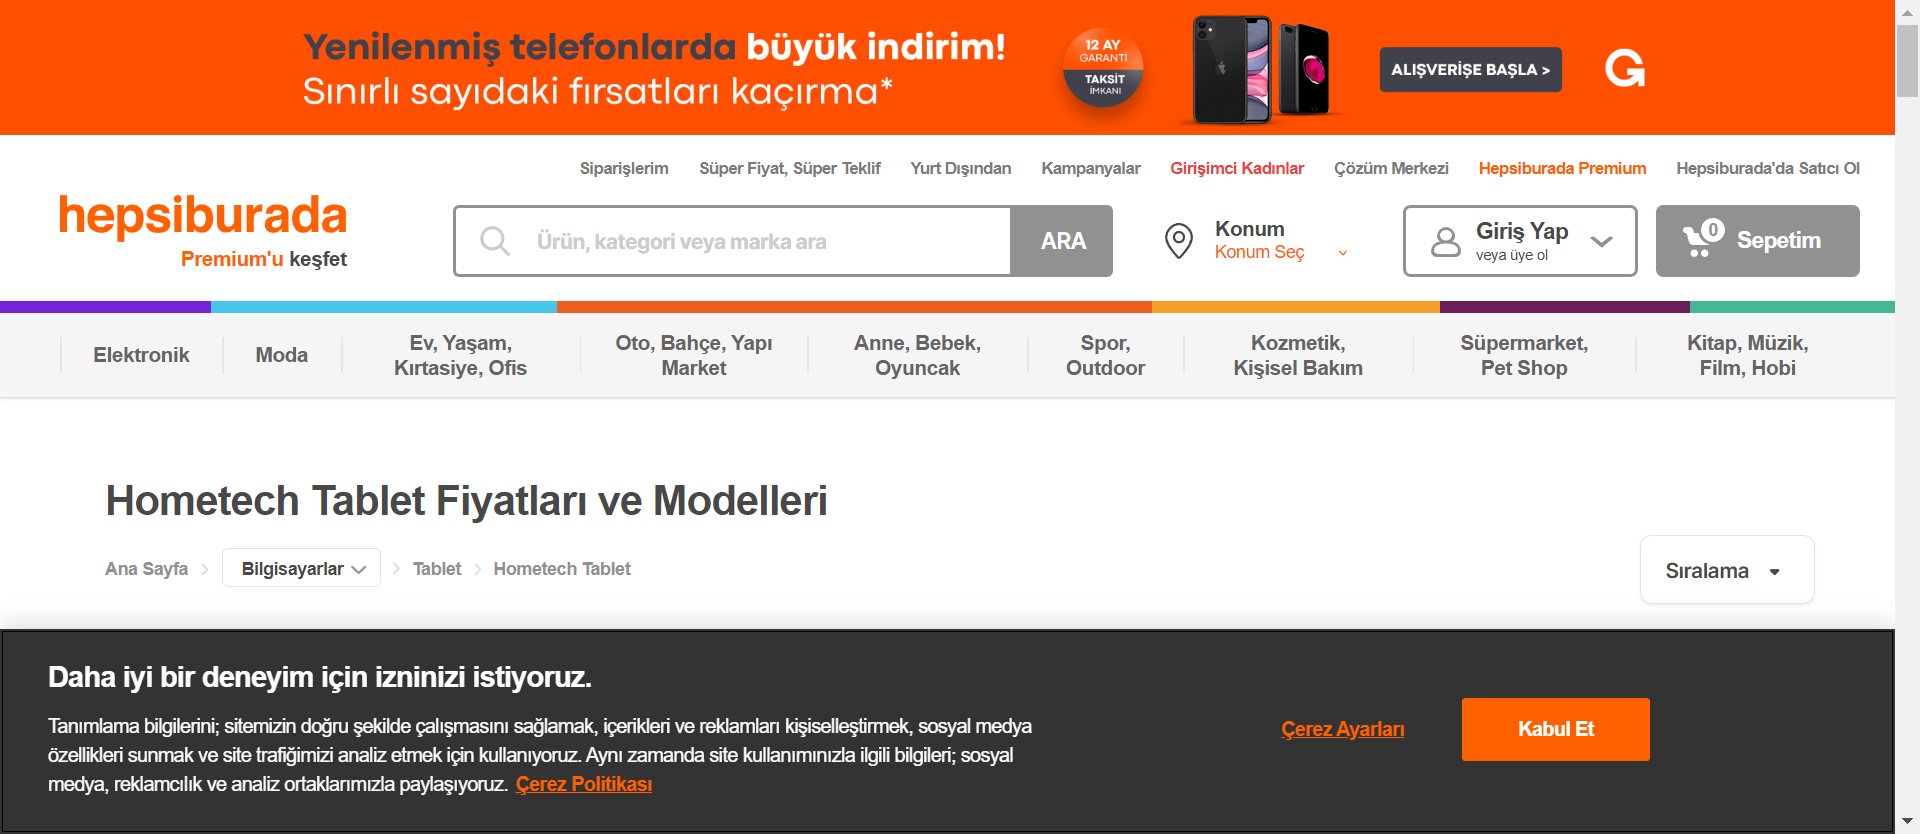 Yenilenmiş telefonlarda büyük indirim!
Sınırlı sayıdaki fırsatları kaçırma*
12 AY
GARANTİ
TAKSİT
İMKANI
ALIŞVERİŞE BAŞLA >
G
Siparişlerim Süper Fiyat, Süper Teklif Yurt Dışından Kampanyalar Girişimci Kadınlar Çözüm Merkezi Hepsiburada Premium Hepsiburada'da Satıcı Ol
hepsiburada
Premium'u keşfet
Ürün, kategori veya marka ara
ARA
Konum
Konum Seç
Giriş Yap
veya üye ol
0 Sepetim
Elektronik
Moda
Ev, Yaşam,
Kırtasiye, Ofis
Oto, Bahçe, Yapı
Market
Anne, Bebek,
Oyuncak
Spor,
Outdoor
Kozmetik,
Kişisel Bakım
Süpermarket,
Pet Shop
Kitap, Müzik,
Film, Hobi
Hometech Tablet Fiyatları ve Modelleri
Ana Sayfa Bilgisayarlar Tablet Hometech Tablet
Sıralama
Daha iyi bir deneyim için izninizi istiyoruz.
Tanımlama bilgilerini; sitemizin doğru şekilde çalışmasını sağlamak, içerikleri ve reklamları kişiselleştirmek, sosyal medya
özellikleri sunmak ve site trafiğimizi analiz etmek için kullanıyoruz. Aynı zamanda site kullanımınızla ilgili bilgileri; sosyal
medya, reklamcılık ve analiz ortaklarımızla paylaşıyoruz. Çerez Politikası
Çerez Ayarları
Kabul Et